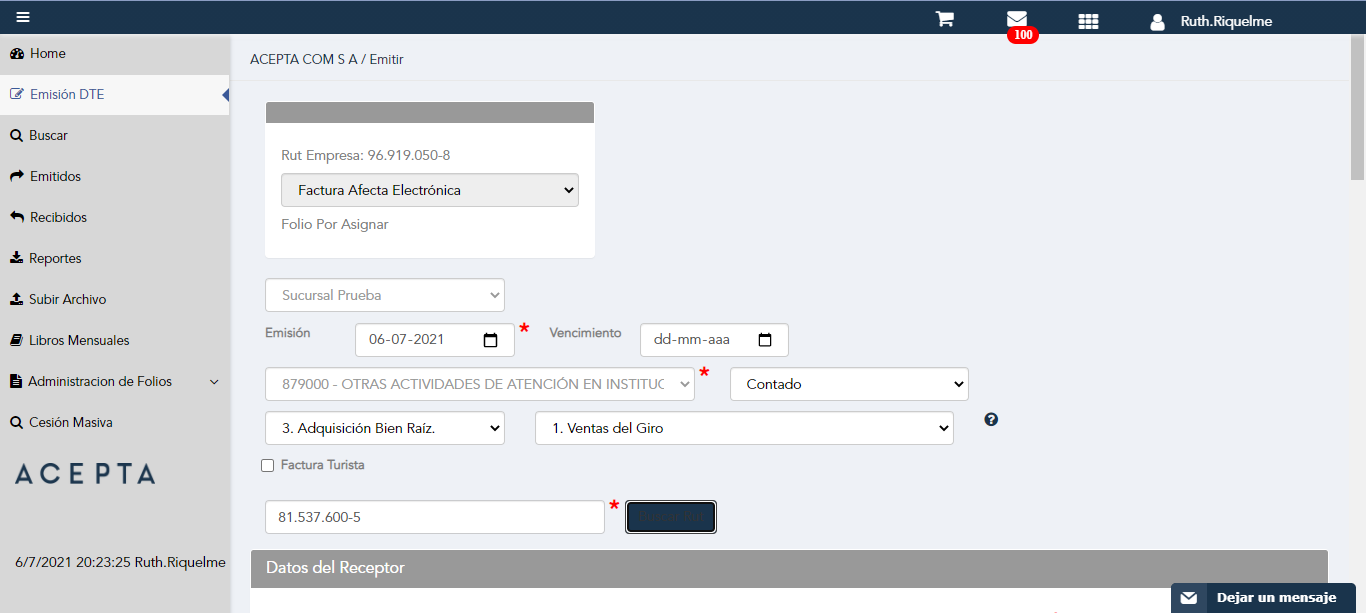 Ruth.Riquelme
100
Home
ACEPTA COM S A / Emitir
Emisión DTE
Buscar
Rut Empresa: 96.919.050-8
Emitidos
Factura Afecta Electrónica
Recibidos
Folio Por Asignar
Reportes
Subir Archivo
Sucursal Prueba
Libros Mensuales
Emisión
06-07-2021
*
Vencimiento
dd-mm-aaa
Administracion de Folios
879000 - OTRAS ACTIVIDADES DE ATENCIÓN EN INSTITUC
*
Contado
Cesión Masiva
3. Adquisición Bien Raíz.
1. Ventas del Giro
?
ACEPTA
Factura Turista
81.537.600-5
*
6/7/2021 20:23:25 Ruth.Riquelme
Datos del Receptor
Dejar un mensaje